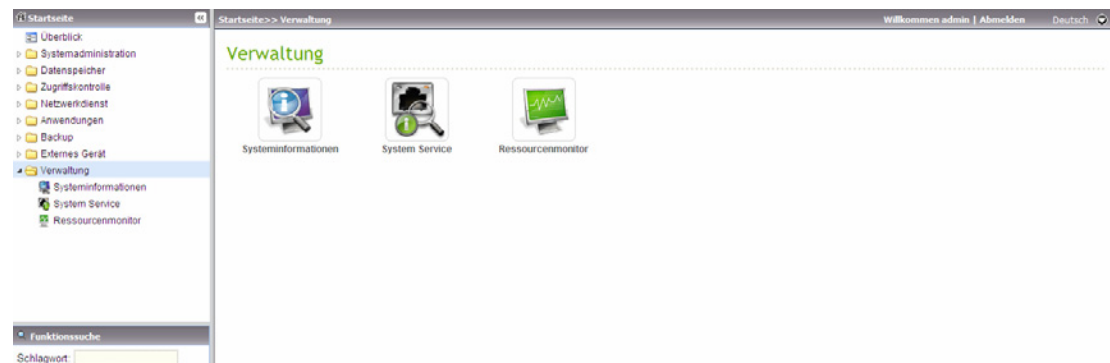 Startseite
Startseite>> Verwaltung
Willkommen admin | Abmelden
Deutsch
Überblick
Systemadministration
Datenspeicher
Zugriffskontrolle
Netzwerkdienst
Anwendungen
Backup
Externes Gerät
Verwaltung
Systeminformationen
System Service
Ressourcenmonitor
Verwaltung
Systeminformationen
System Service
Ressourcenmonitor
Funktionssuche
Schlagwort: